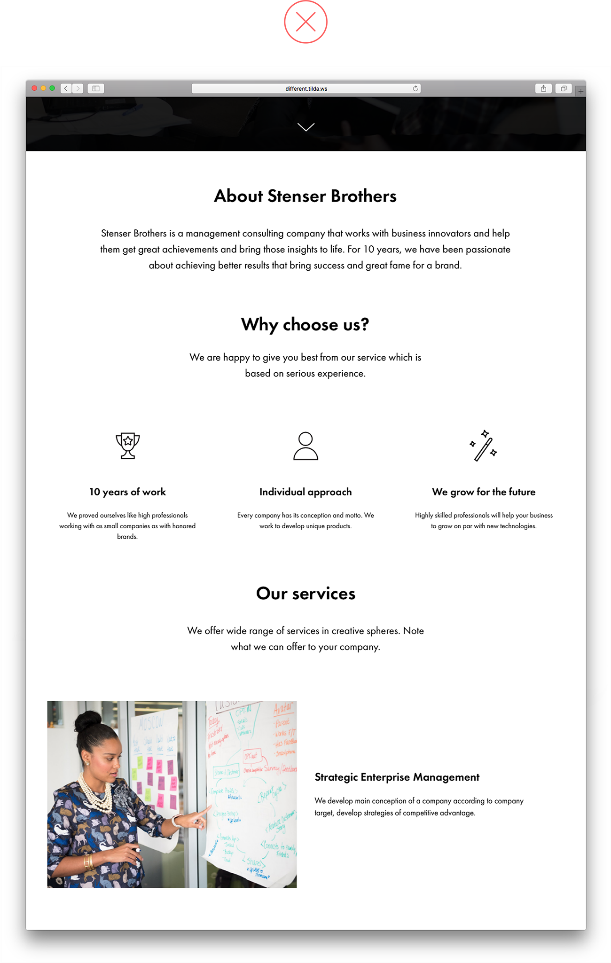 different.tilda.ws
About Stenser Brothers
Stenser Brothers is a management consulting company that works with business innovators and help
them get great achievements and bring those insights to life. For 10 years, we have been passionate
about achieving better results that bring success and great fame for a brand.
Why choose us?
We are happy to give you best from our service which is
based on serious experience.
10 years of work
We proved ourselves like high professionals
working with as small companies as with honored
brands.
Individual approach
Every company has its conception and motto. We
work to develop unique products.
We grow for the future
Highly skilled professionals will help your business
to grow on par with new technologies.
Our services
We offer wide range of services in creative spheres. Note
what we can offer to your company.
Strategic Enterprise Management
We develop main conception of a company according to company
target, develop strategies of competitive advantage.